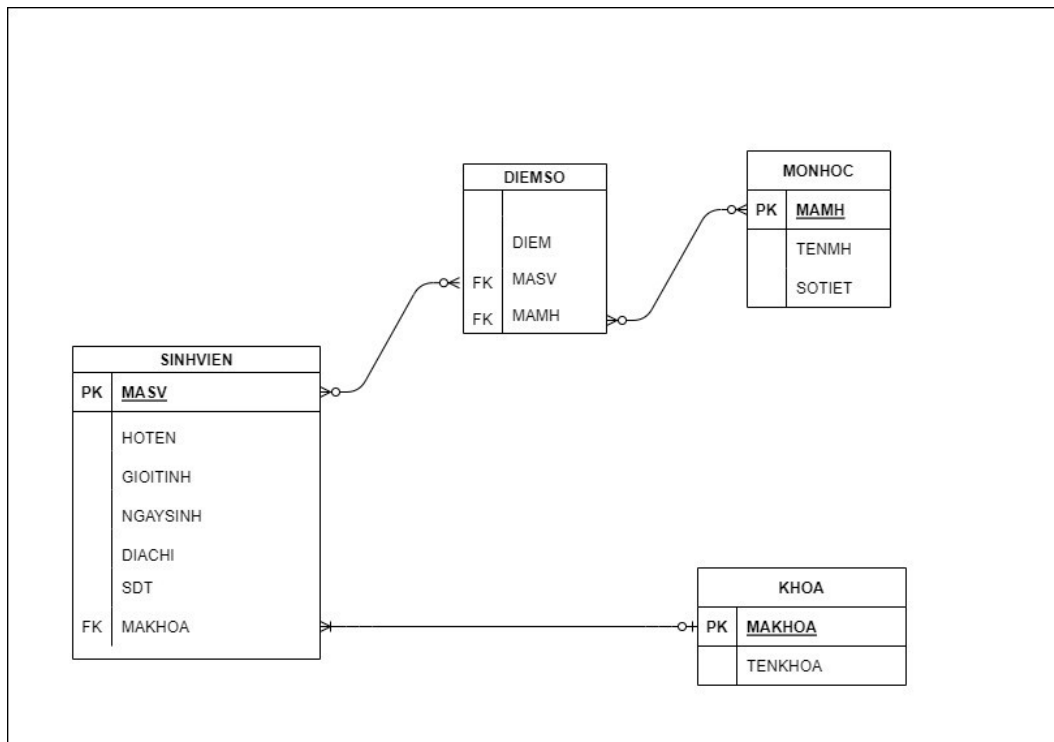 DIEMSO
DIEM
FK MASV
FK MAMH
MONHOC
PK MAMH
TENMH
SOTIET
SINHVIEN
PK MASV
HOTEN
GIOITINH
NGAYSINH
DIACHI
SDT
FK MAKHOA
KHOA
PK MAKHOA
TENKHOA